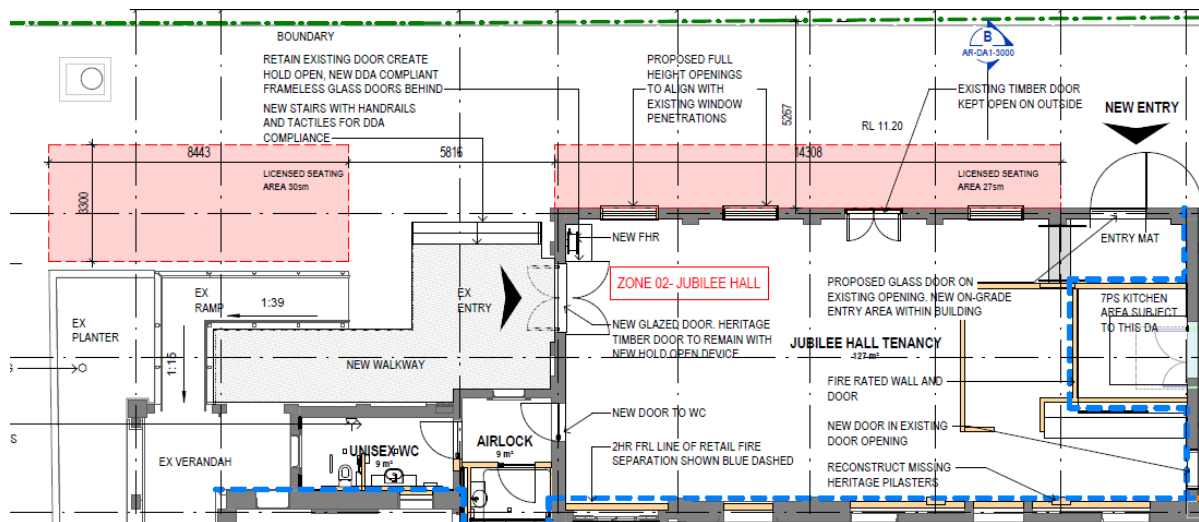 BOUNDARY
RETAIN EXISTING DOOR CREATE
HOLD OPEN, NEW DDA COMPLIANT
FRAMELESS GLASS DOORS BEHIND
NEW STAIRS WITH HANDRAILS
AND TACTILES FOR DDA
COMPLIANCE
PROPOSED FULL
HEIGHT OPENINGS
TO ALIGN WITH
EXISTING WINDOW
PENETRATIONS
5267
B
AR-DA1-3000
EXISTING TIMBER DOOR
KEPT OPEN ON OUTSIDE
RL 11.20
NEW ENTRY
8443
5816
14308
LICENSED SEATING
AREA 30sm
3300
LICENSED SEATING
AREA 27sm
NEW FHR
ENTRY MAT
ZONE 02- JUBILEE HALL
EX
RAMP
1:39
EX
ENTRY
PROPOSED GLASS DOOR ON
EXISTING OPENING. NEW ON-GRADE
ENTRY AREA WITHIN BUILDING
7PS KITCHEN
AREA SUBJECT
TO THIS DA
EX
PLANTER
NEW GLAZED DOOR. HERITAGE
TIMBER DOOR TO REMAIN WITH
NEW HOLD OPEN DEVICE
JUBILEE HALL TENANCY
127 m²
1:15
NEW WALKWAY
G
FIRE RATED WALL AND
DOOR
NEW DOOR TO WC
NEW DOOR IN EXISTING
DOOR OPENING
S
AIRLOCK
9 m²
UNISEX WC
9 m²
EX VERANDAH
2HR FRL LINE OF RETAIL FIRE
SEPARATION SHOWN BLUE DASHED
RECONSTRUCT MISSING
HERITAGE PILASTERS